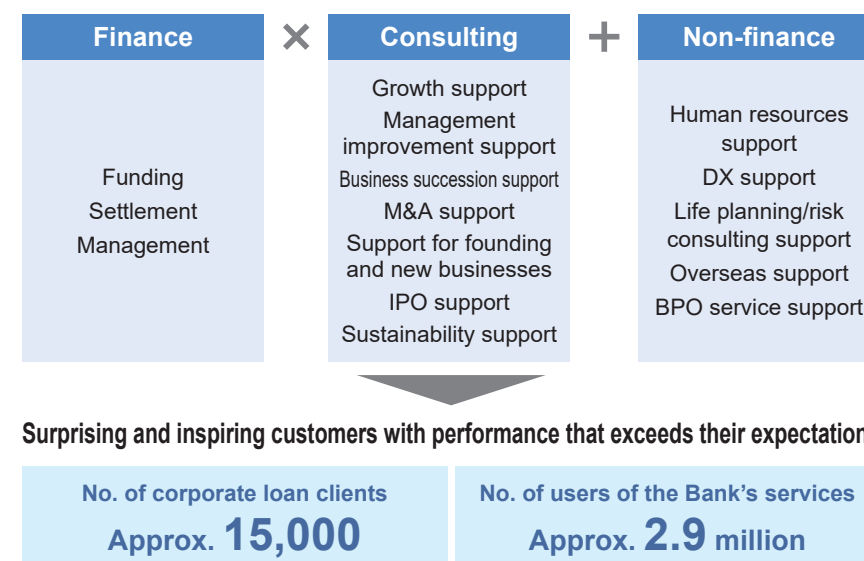 Finance × Consulting + Non-finance
Funding
Settlement
Management
Growth support
Management
improvement support
Business succession support
M&A support
Support for founding
and new businesses
IPO support
Sustainability support
Human resources
support
DX support
Life planning/risk
consulting support
Overseas support
BPO service support
Surprising and inspiring customers with performance that exceeds their expectation
No. of corporate loan clients
Approx. 15,000
No. of users of the Bank's services
Approx. 2.9 million